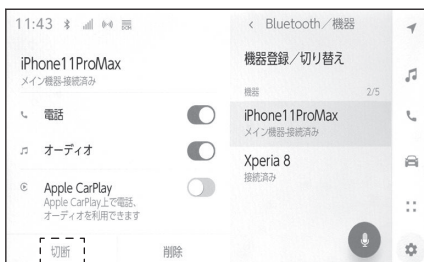 11:43
iPhone11ProMax
メイン機器-接続済み
電話
オーディオ
Apple CarPlay
Apple CarPlay上で電話、
オーディオを利用できます
切断
削除
< Bluetooth/機器
機器登録/切り替え
機器 2/5
iPhone11ProMax
メイン機器-接続済み
Xperia 8
接続済み